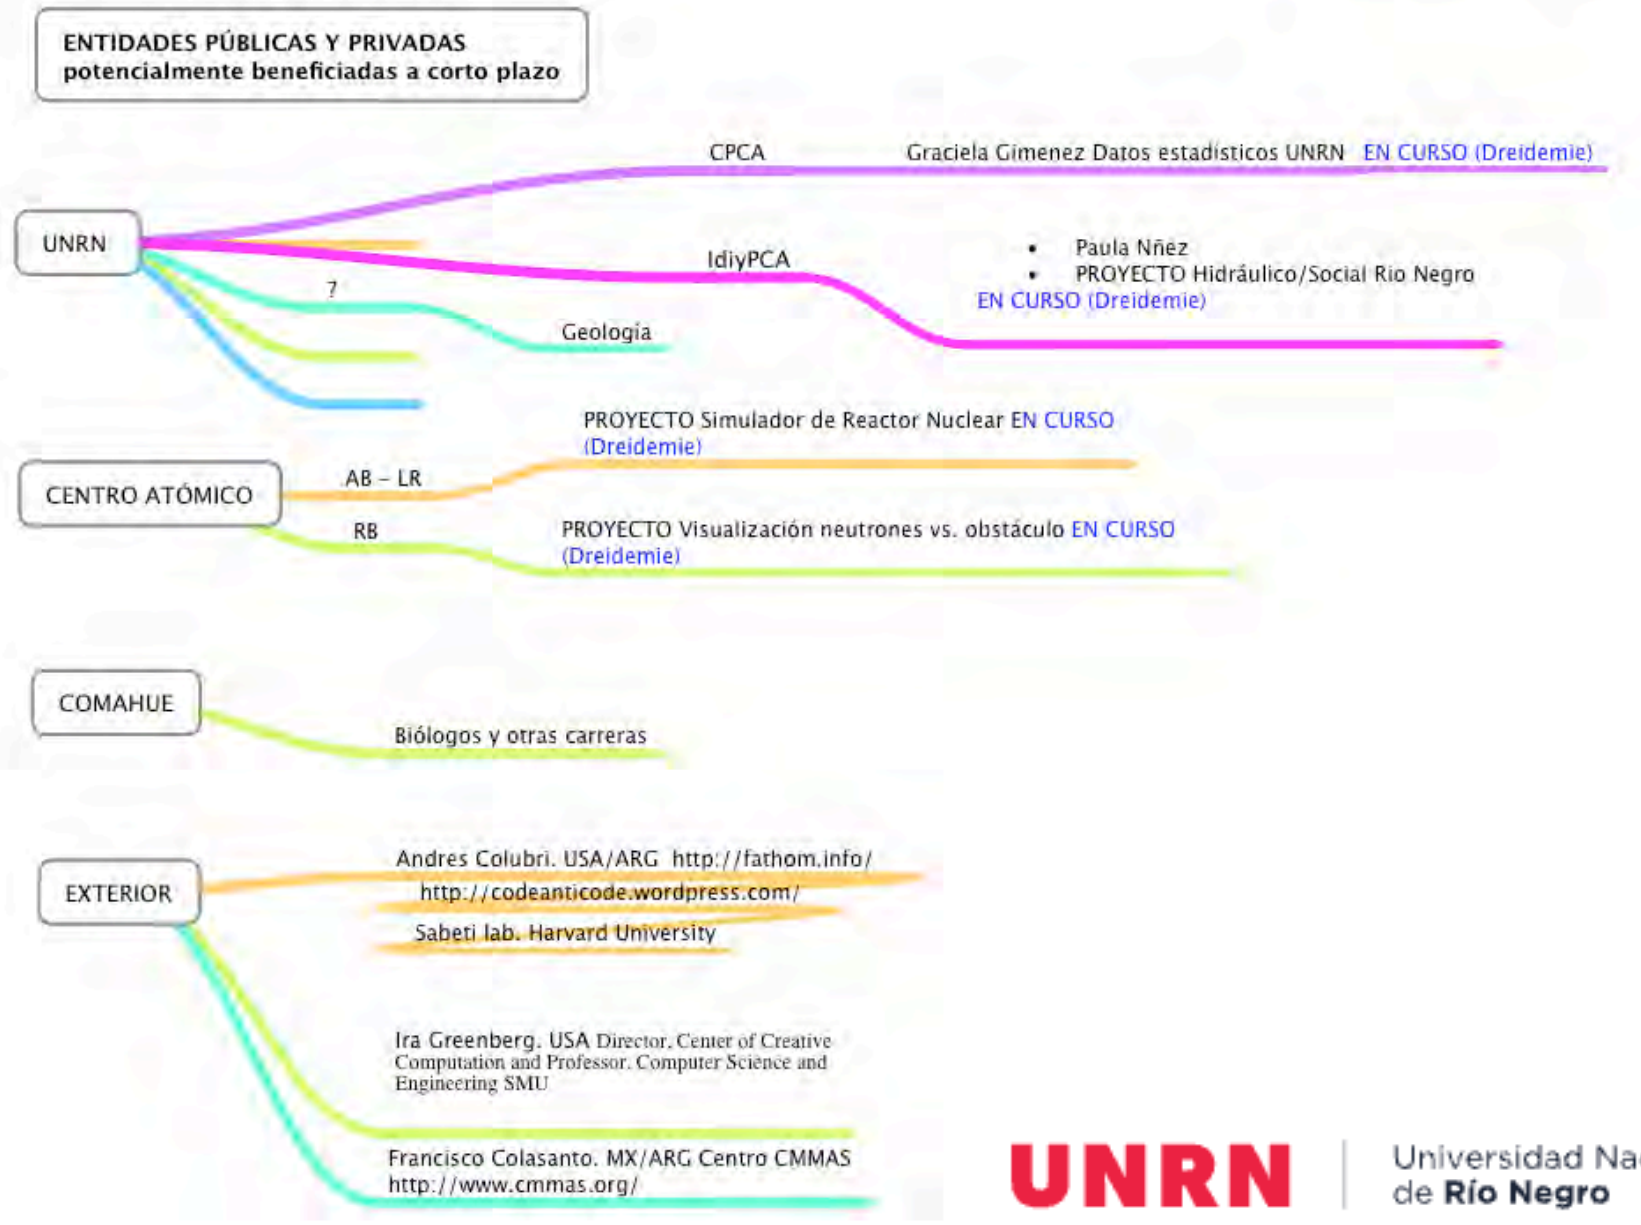 ENTIDADES PÚBLICAS Y PRIVADAS
potencialmente beneficiadas a corto plazo
CPCA
Graciela Gimenez Datos estadísticos UNRN EN CURSO (Dreidemie)
UNRN
IdiyPCA
• Paula Nñez
• PROYECTO Hidráulico/Social Rio Negro
EN CURSO (Dreidemie)
?
Geología
CENTRO ATÓMICO
AB – LR
PROYECTO Simulador de Reactor Nuclear EN CURSO
(Dreidemie)
RB
PROYECTO Visualización neutrones vs. obstáculo EN CURSO
(Dreidemie)
COMAHUE
Biólogos y otras carreras
EXTERIOR
Andres Colubri. USA/ARG http://fathom.info/
http://codeanticode.wordpress.com/
Sabeti lab. Harvard University
Ira Greenberg. USA Director, Center of Creative
Computation and Professor, Computer Science and
Engineering SMU
Francisco Colasanto. MX/ARG Centro CMMAS
http://www.cmmas.org/
UNRN
Universidad Nac
de Río Negro